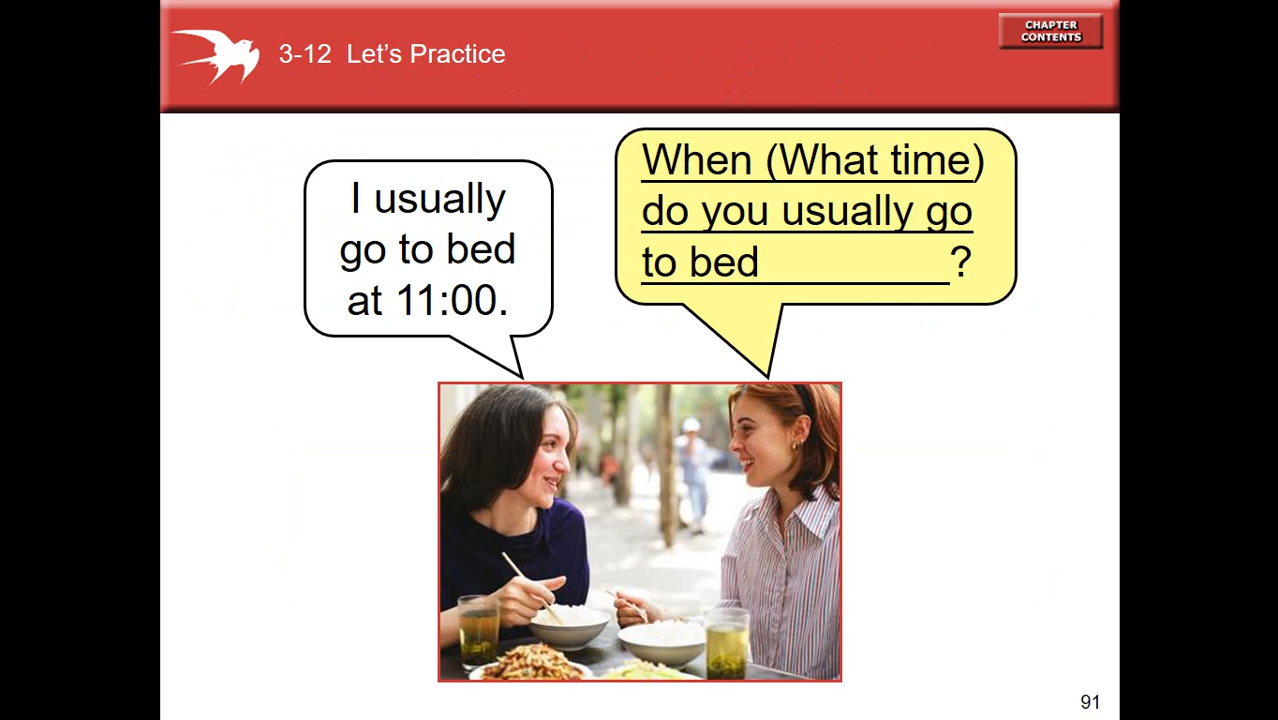 3-12 Let’s Practice
CHAPTER
CONTENTS
I usually
go to bed
at 11:00.
When (What time)
do you usually go
to bed ________?
91